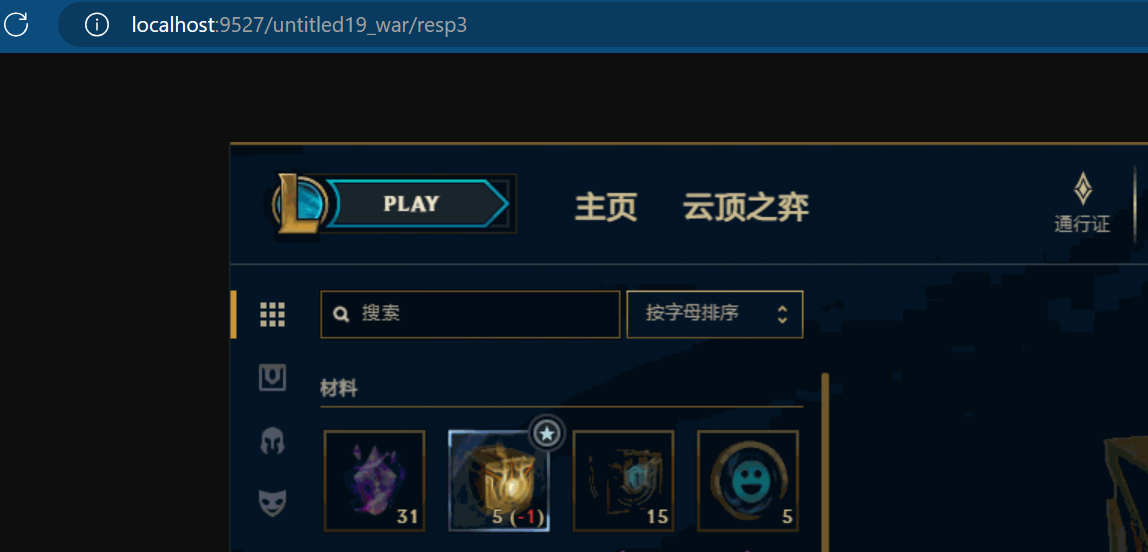 localhost:9527/untitled19_war/resp3
PLAY 主页 云顶之弈
通行证
搜索 按字母排序
材料
31 5 (-1) 15 5